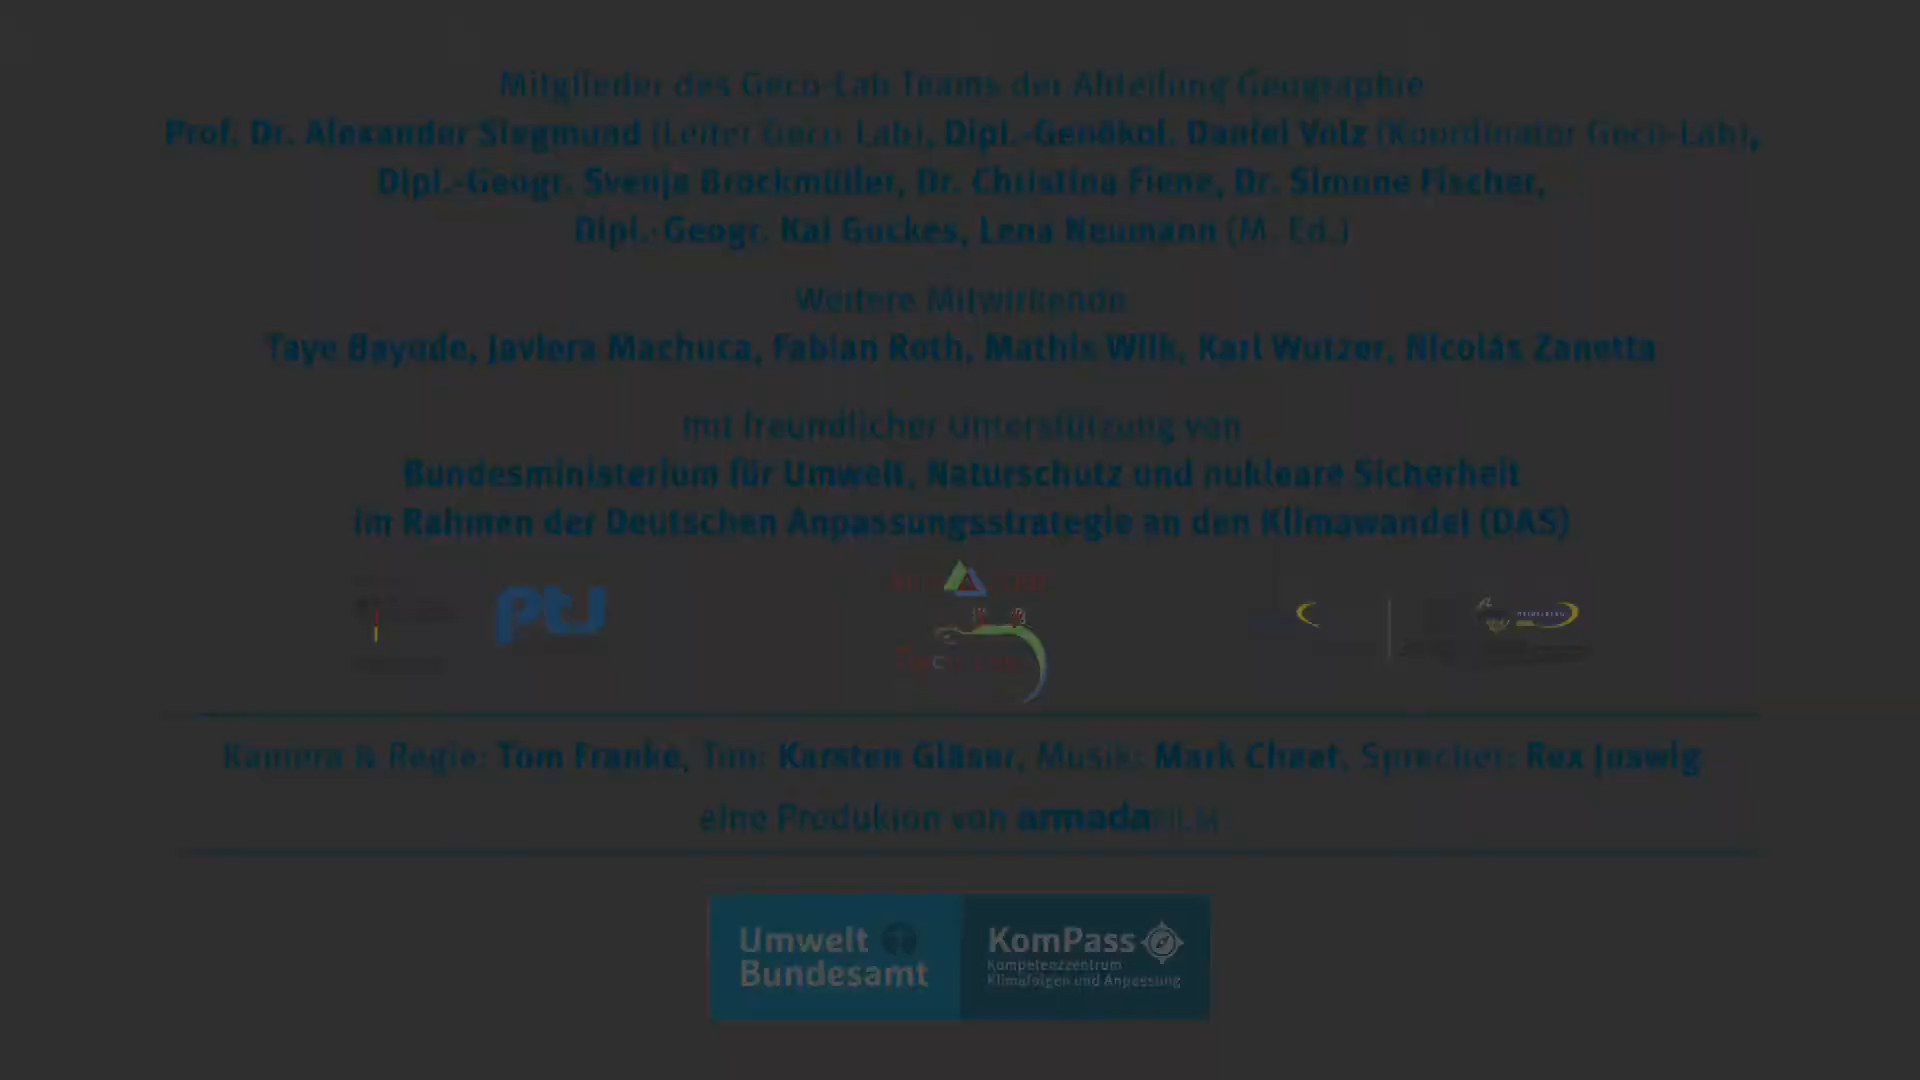 Mitglieder des Geco-Lab Teams der Abteilung Geographie
Prof. Dr. Alexander Siegmund (Leiter Geco-Lab), Dipl.-Geoökol. Daniel Volz (Koordinator Geco-Lab),
Dipl.-Geogr. Svenja Brockmüller, Dr. Christina Fiene, Dr. Simone Fischer,
Dipl.-Geogr. Kai Guckes, Lena Neumann (M. Ed.)
Weitere Mitwirkende
Taye Bayode, Javiera Machuca, Fabian Roth, Mathis Wilk, Karl Wutzer, Nicolás Zanetta
mit freundlicher Unterstützung von
Bundesministerium für Umwelt, Naturschutz und nukleare Sicherheit
im Rahmen der Deutschen Anpassungsstrategie an den Klimawandel (DAS)
PtJ
HEIDELBERG
Kamera & Regie: Tom Franke, Ton: Karsten Gläser, Musik: Mark Chaet, Sprecher: Rex Joswig
eine Produkion von armadaFILM
Umwelt
Bundesamt
KomPass
Kompetenzzentrum
Klimafolgen und Anpassung